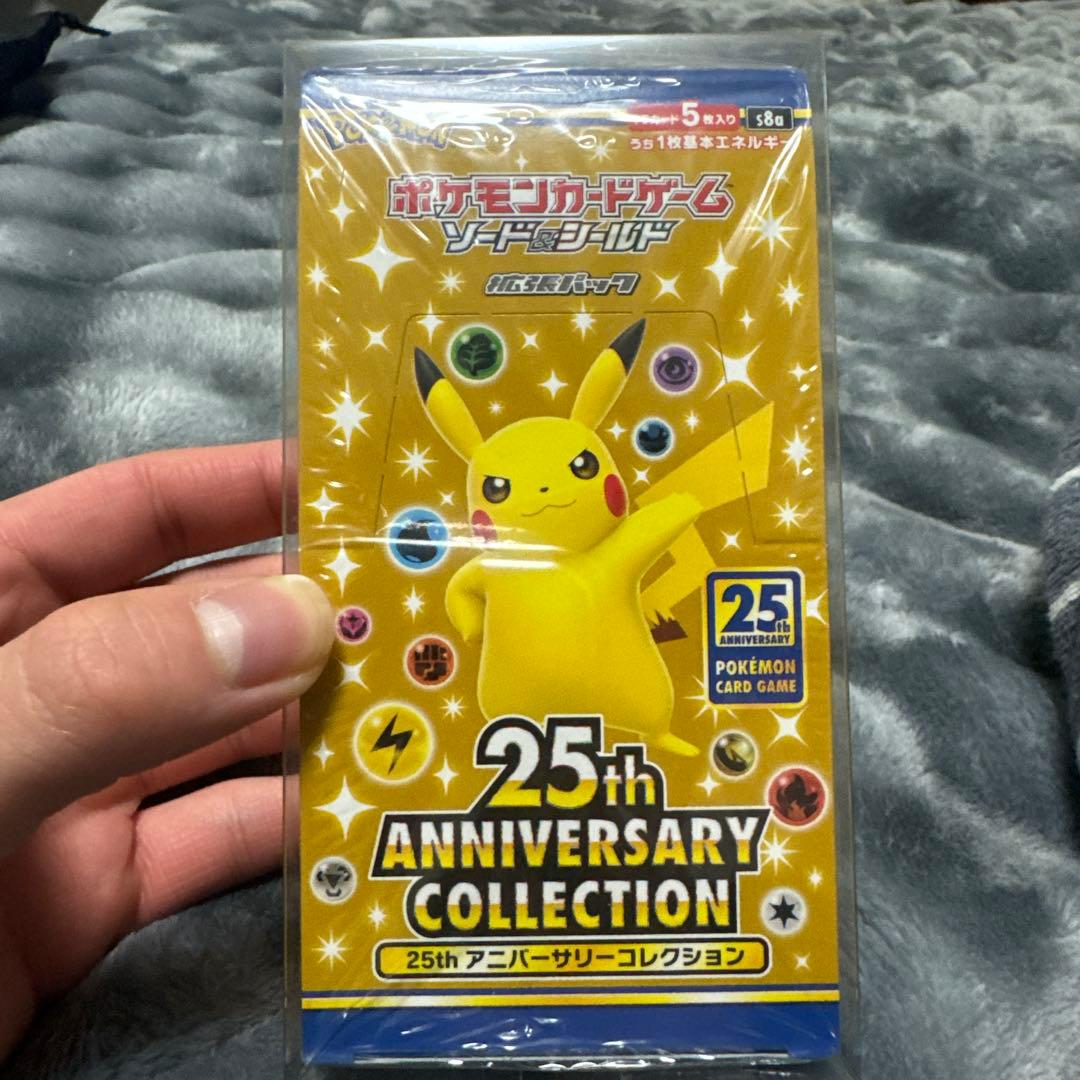 カード5枚入り s8a
うち1枚基本エネルギー
ポケモンカードゲーム
ソード&シールド
拡張パック
25th
ANNIVERSARY
POKÉMON
CARD GAME
25th
ANNIVERSARY
COLLECTION
25th アニバーサリーコレクション